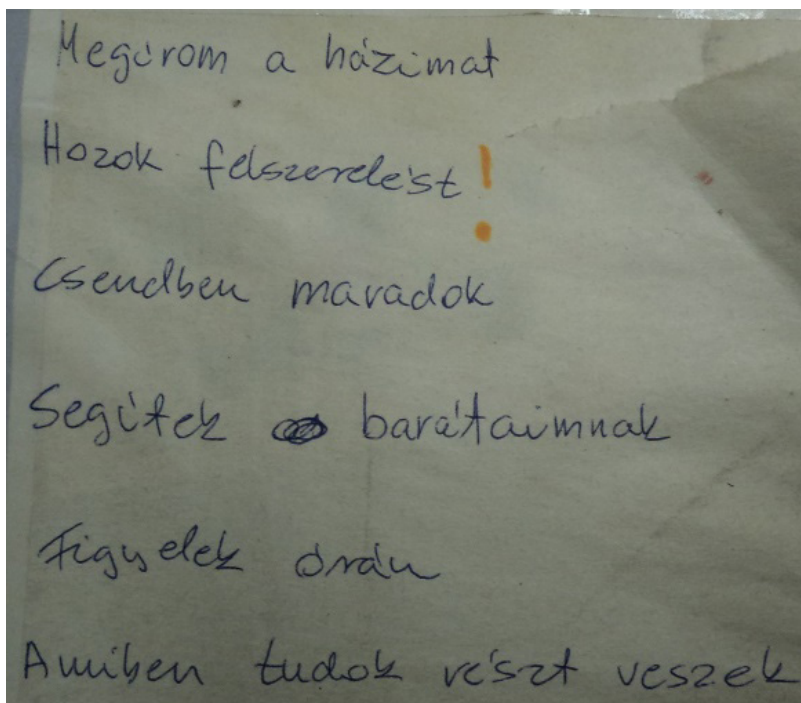 Megírom a házimat
Hozok felszerelést!
Csendben maradok
Segítek barátaimnak
Figyelek órán
Amiben tudok részt veszek